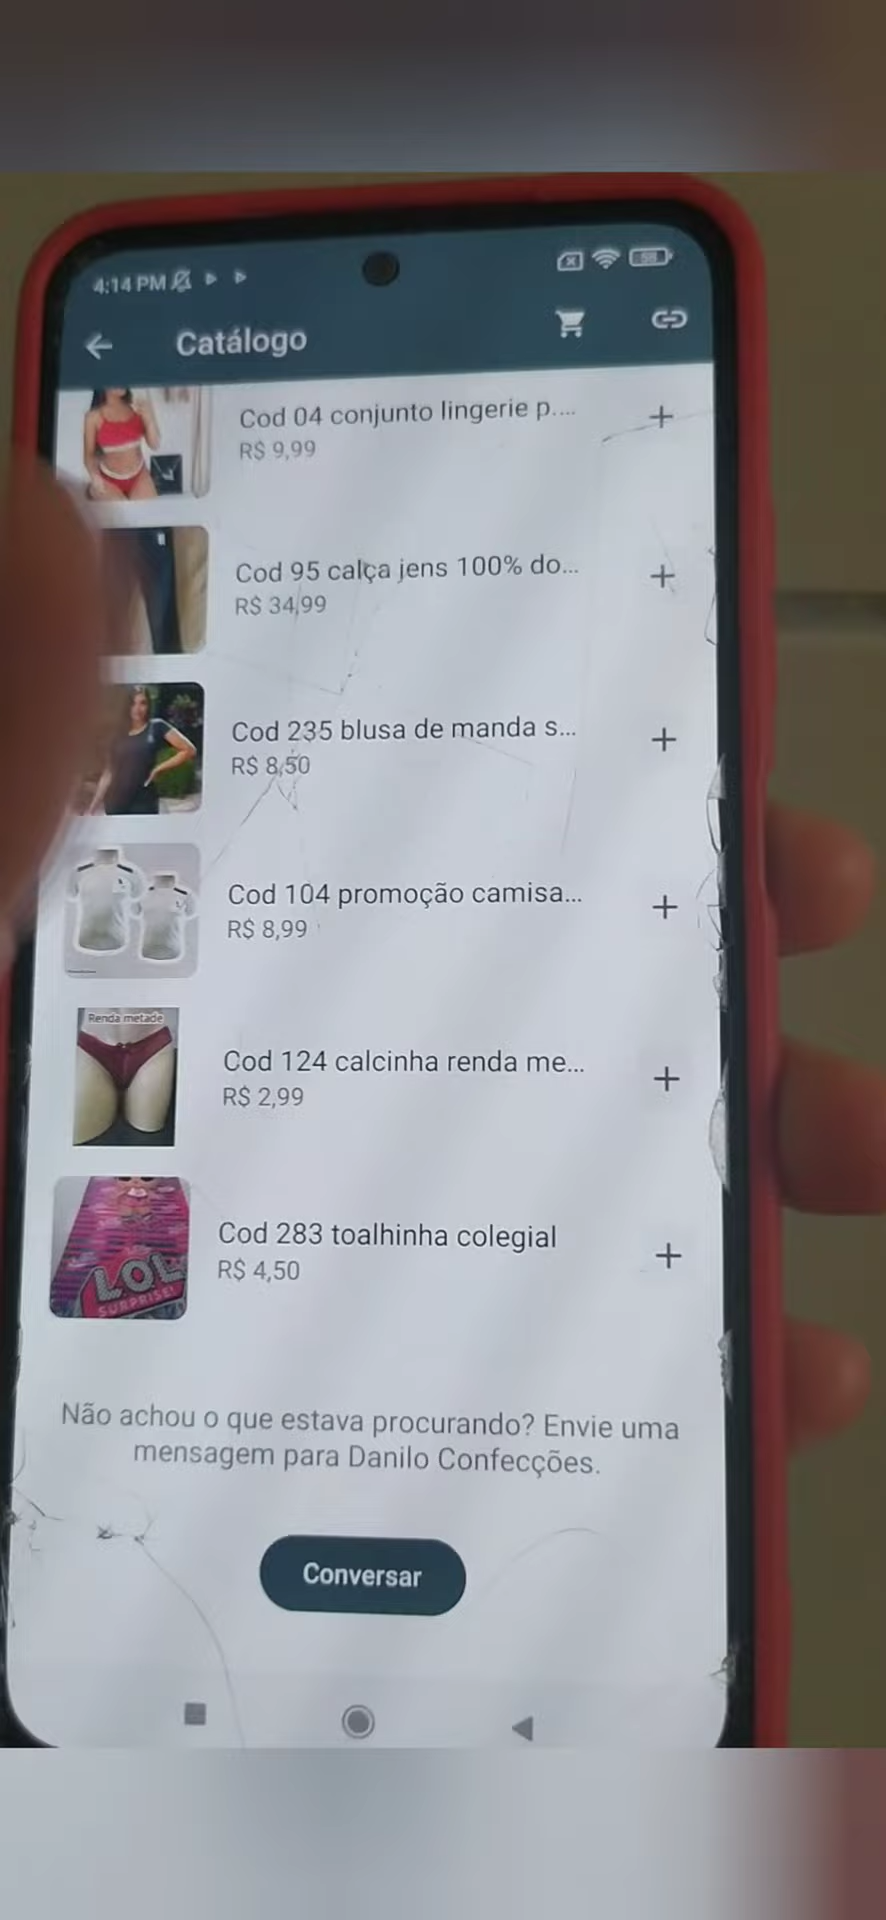 4:14 PM
58
Catálogo
Cod 04 conjunto lingerie p....
R$ 9,99
Cod 95 calça jens 100% do...
R$ 34,99
Cod 235 blusa de manda s...
R$ 8,50
Cod 104 promoção camisa...
R$ 8,99
Renda metade
Cod 124 calcinha renda me...
R$ 2,99
Cod 283 toalhinha colegial
R$ 4,50
LOL
SURPRISE!
Não achou o que estava procurando? Envie uma
mensagem para Danilo Confecções.
Conversar